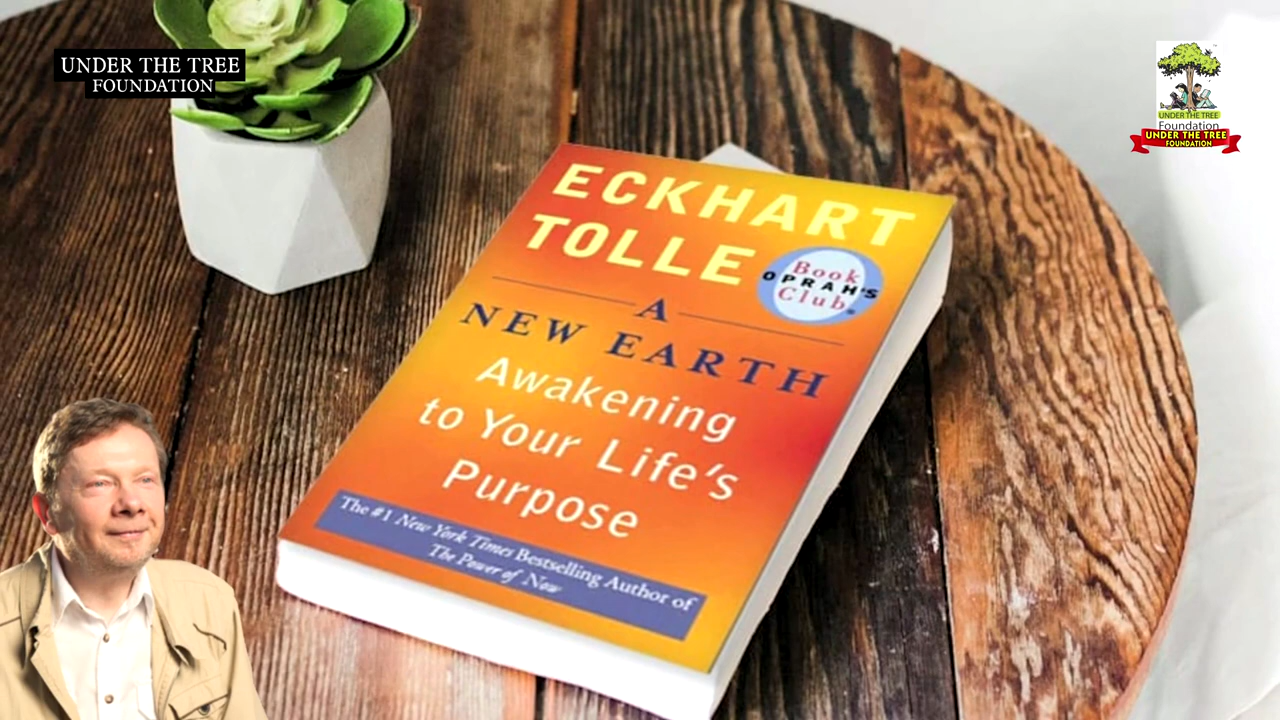 UNDER THE TREE
FOUNDATION
UNDER THE TREE
Foundation
UNDER THE TREE
FOUNDATION
ECKHART
TOLLE
Book
OPRAH'S
Club
A
NEW EARTH
Awakening
to Your Life's
Purpose
The #1 New York Times Bestselling Author of
The Power of Now